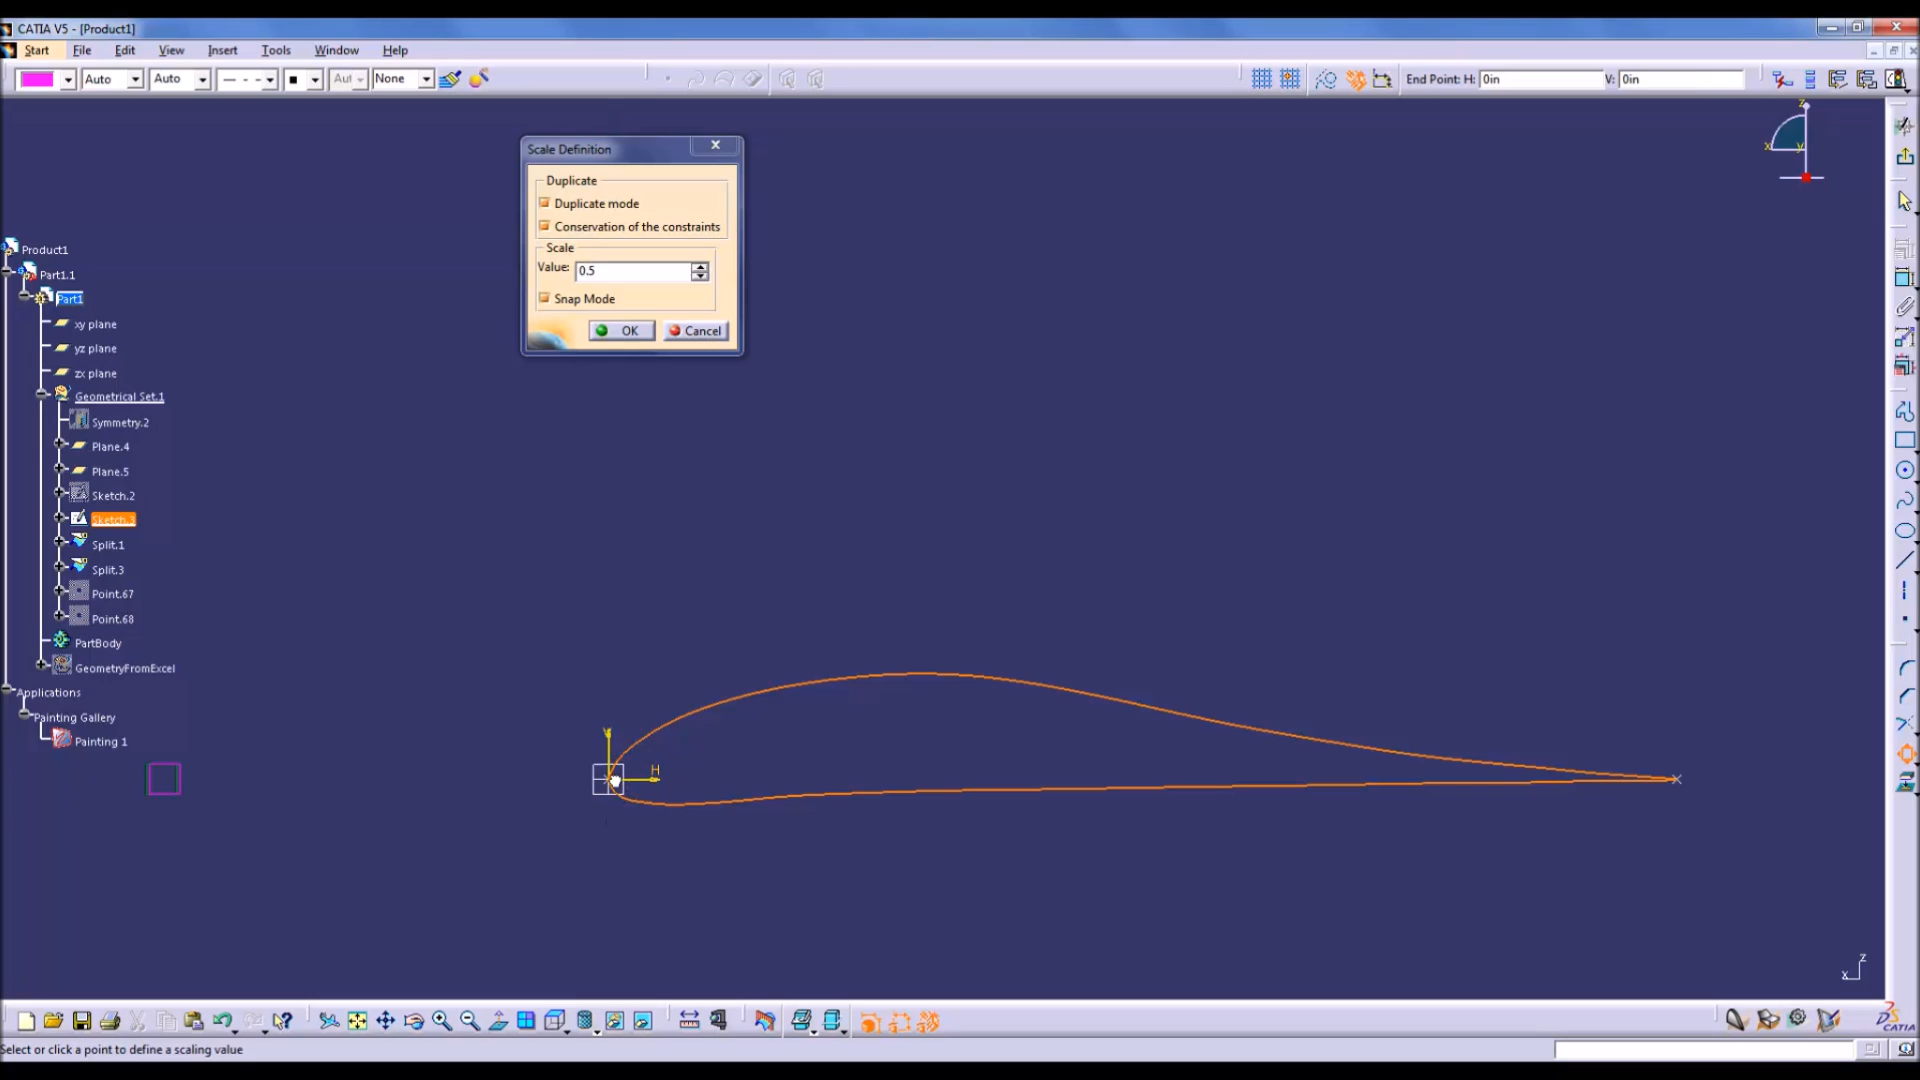 CATIA V5 - [Product1]
Start File Edit View Insert Tools Window Help
Auto Auto Aut None End Point: H: 0in V: 0in
Scale Definition
Duplicate
Duplicate mode
Conservation of the constraints
Scale
Value: 0.5
Snap Mode
OK Cancel
z
x y
Product1
Part1.1
Part1
xy plane
yz plane
zx plane
Geometrical Set.1
Symmetry.2
Plane.4
Plane.5
Sketch.2
Sketch.3
Split.1
Split.3
Point.67
Point.68
PartBody
GeometryFromExcel
Applications
Painting Gallery
Painting 1
V
H
z
x
CATIA
Select or click a point to define a scaling value